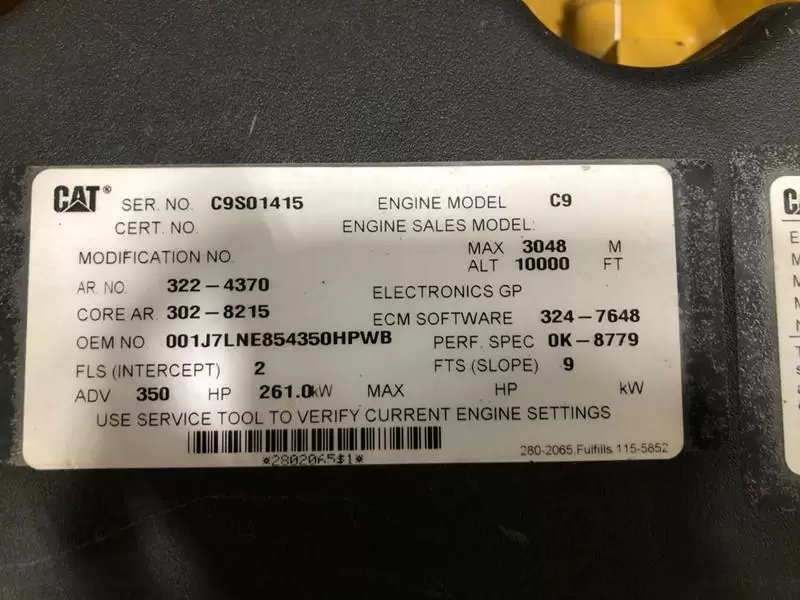 CAT® SER. NO. C9S01415 ENGINE MODEL C9
CERT. NO. ENGINE SALES MODEL:
MODIFICATION NO. MAX 3048 M
ALT 10000 FT
AR. NO. 322-4370 ELECTRONICS GP
CORE AR. 302-8215 ECM SOFTWARE 324-7648
OEM NO 001J7LNE854350HPWB PERF. SPEC 0K-8779
FLS (INTERCEPT) 2 FTS (SLOPE) 9
ADV 350 HP 261.0kW MAX HP kW
USE SERVICE TOOL TO VERIFY CURRENT ENGINE SETTINGS
*2802065$1* 280-2065 Fulfills 115-5852